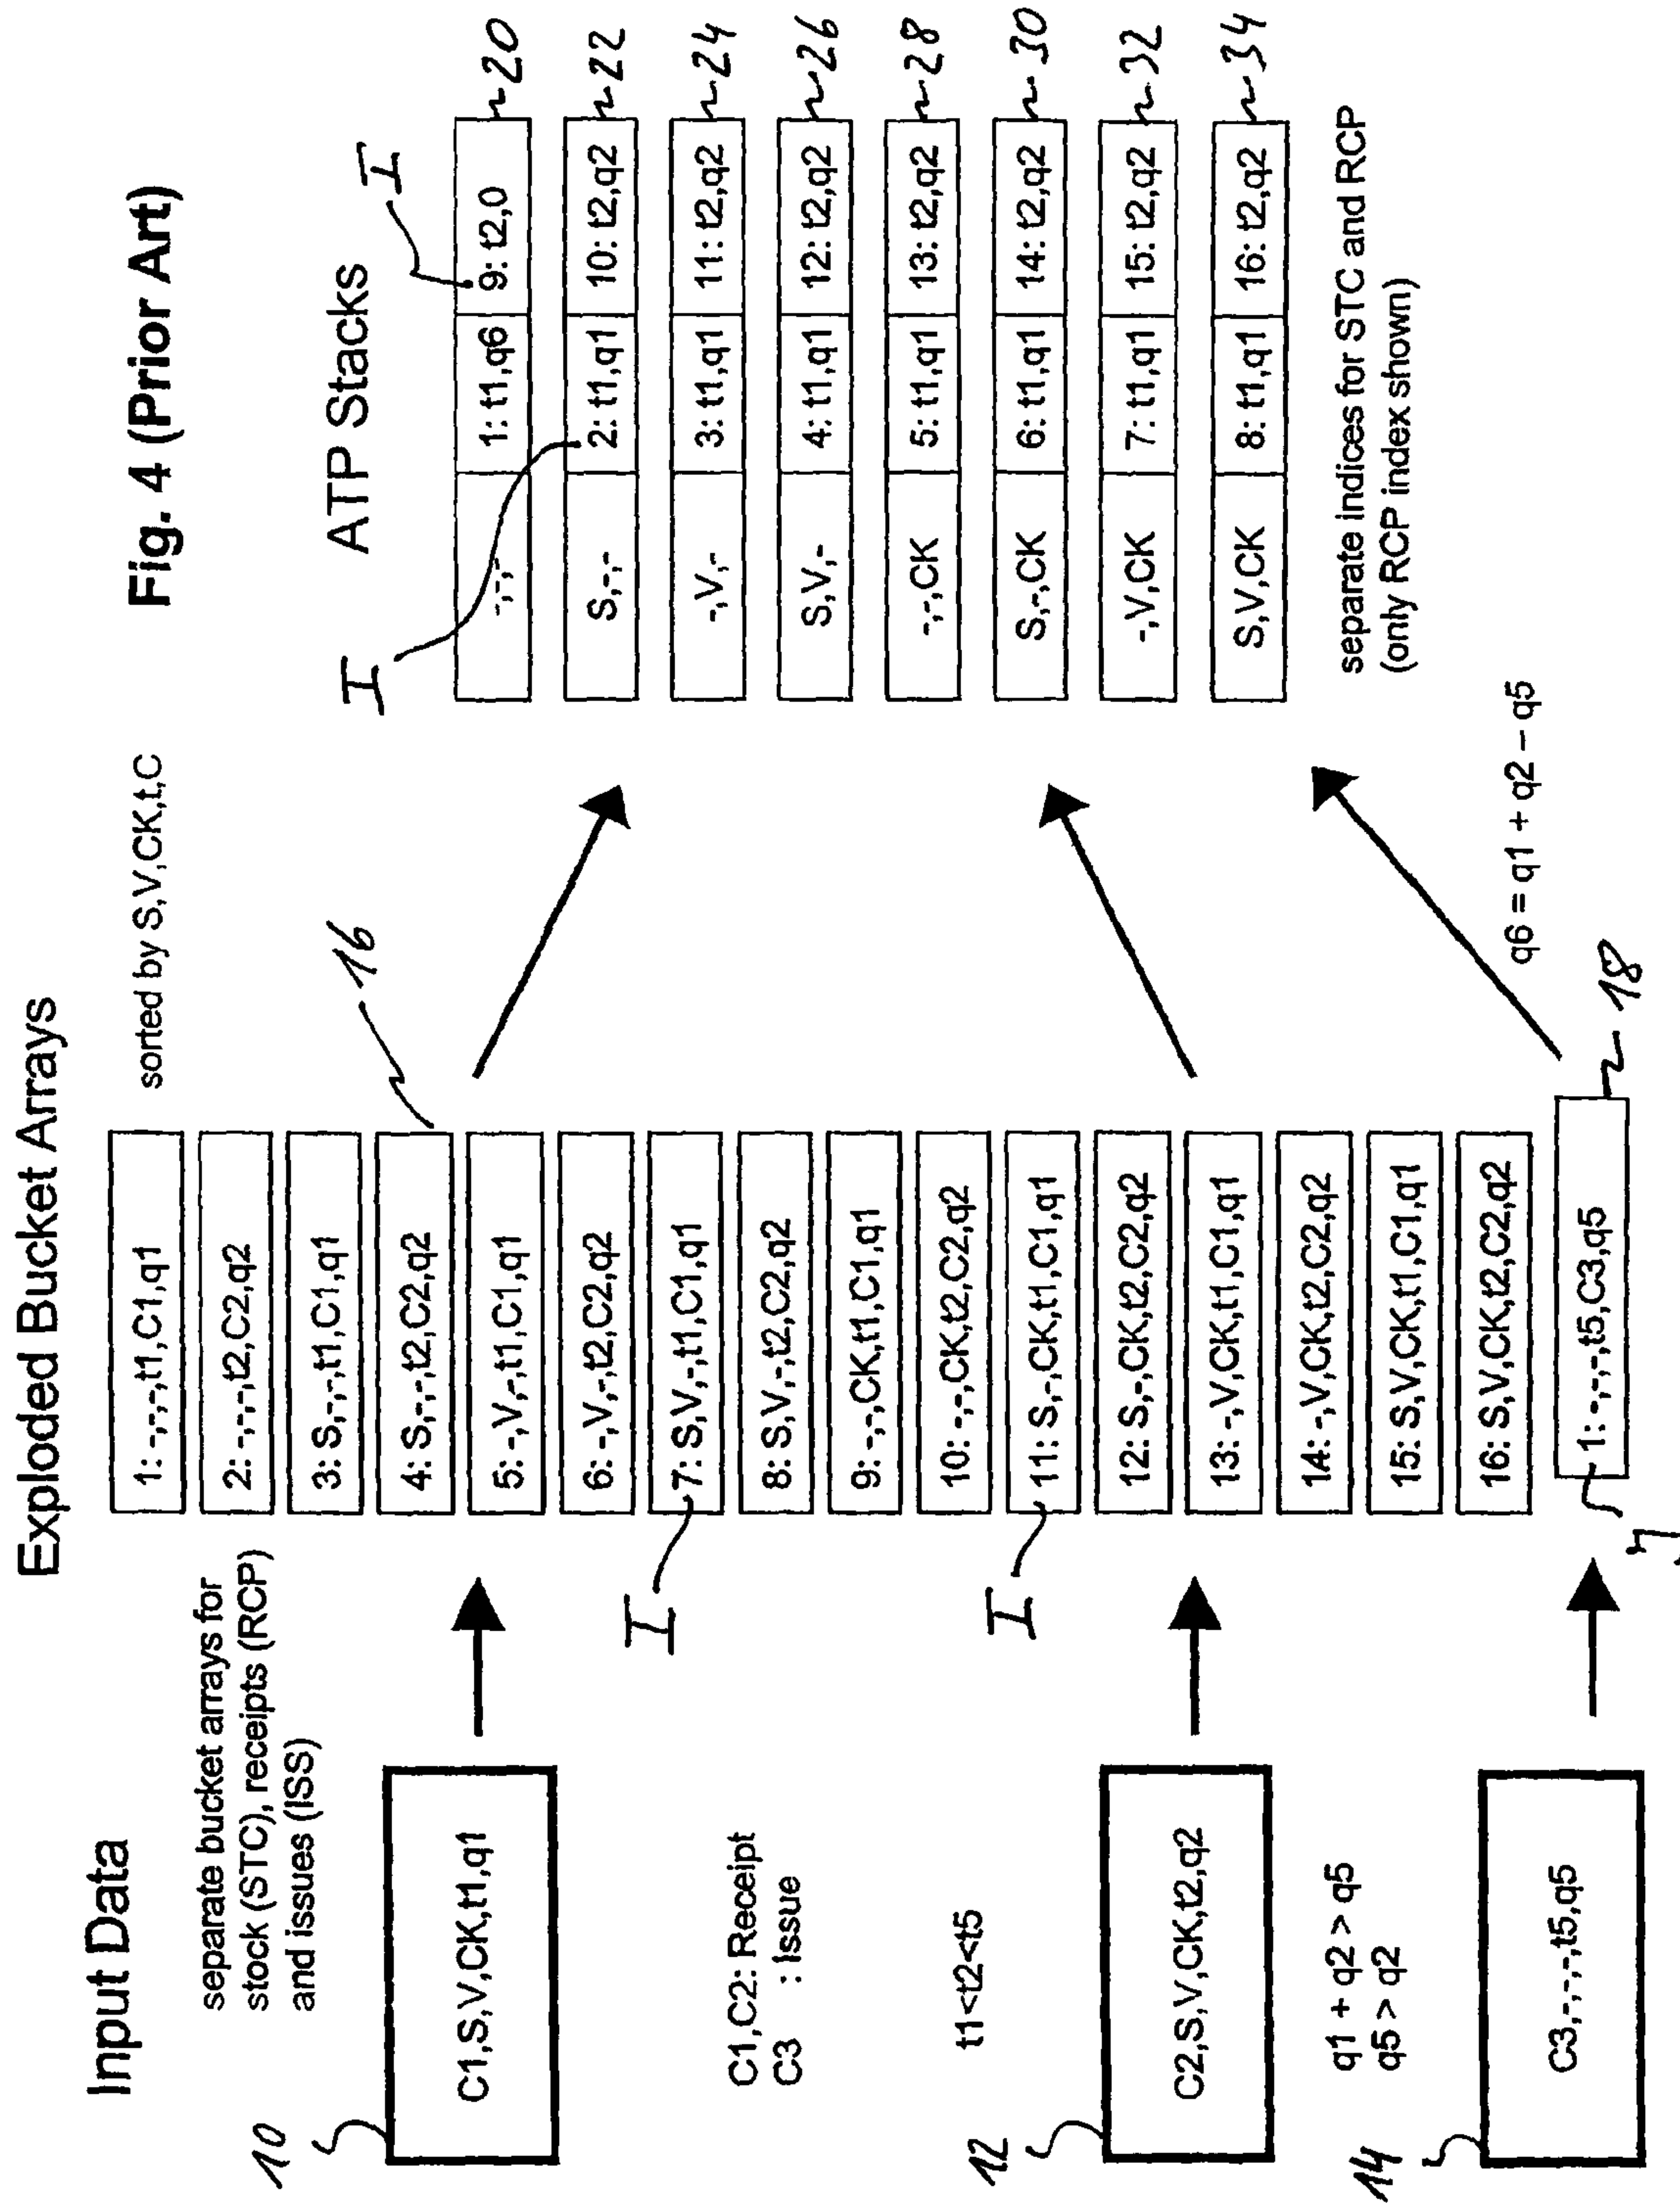 Fig. 4 (Prior Art)
Input Data
separate bucket arrays for
stock (STC), receipts (RCP)
and issues (ISS)
10
C1,S,V,CK,t1,q1
C1,C2: Receipt
C3 : Issue
t1<t2<t5
12
C2,S,V,CK,t2,q2
q1 + q2 > q5
q5 > q2
14
C3,-,-,-,t5,q5
Exploded Bucket Arrays
sorted by S,V,CK,t,C
16
1: -,-,-,t1,C1,q1
2: -,-,-,t2,C2,q2
3: S,-,-,t1,C1,q1
4: S,-,-,t2,C2,q2
5: -,V,-,t1,C1,q1
6: -,V,-,t2,C2,q2
7: S,V,-,t1,C1,q1
8: S,V,-,t2,C2,q2
9: -,-,CK,t1,C1,q1
10: -,-,CK,t2,C2,q2
11: S,-,CK,t1,C1,q1
12: S,-,CK,t2,C2,q2
13: -,V,CK,t1,C1,q1
14: -,V,CK,t2,C2,q2
15: S,V,CK,t1,C1,q1
16: S,V,CK,t2,C2,q2
1: -,-,-,t5,C3,q5
I
I
18
q6 = q1 + q2 – q5
ATP Stacks
I
I
-,-,- 1: t1,q6 9: t2,0 20
S,-,- 2: t1,q1 10: t2,q2 22
-,V,- 3: t1,q1 11: t2,q2 24
S,V,- 4: t1,q1 12: t2,q2 26
-,-,CK 5: t1,q1 13: t2,q2 28
S,-,CK 6: t1,q1 14: t2,q2 30
-,V,CK 7: t1,q1 15: t2,q2 32
S,V,CK 8: t1,q1 16: t2,q2 34
separate indices for STC and RCP
(only RCP index shown)